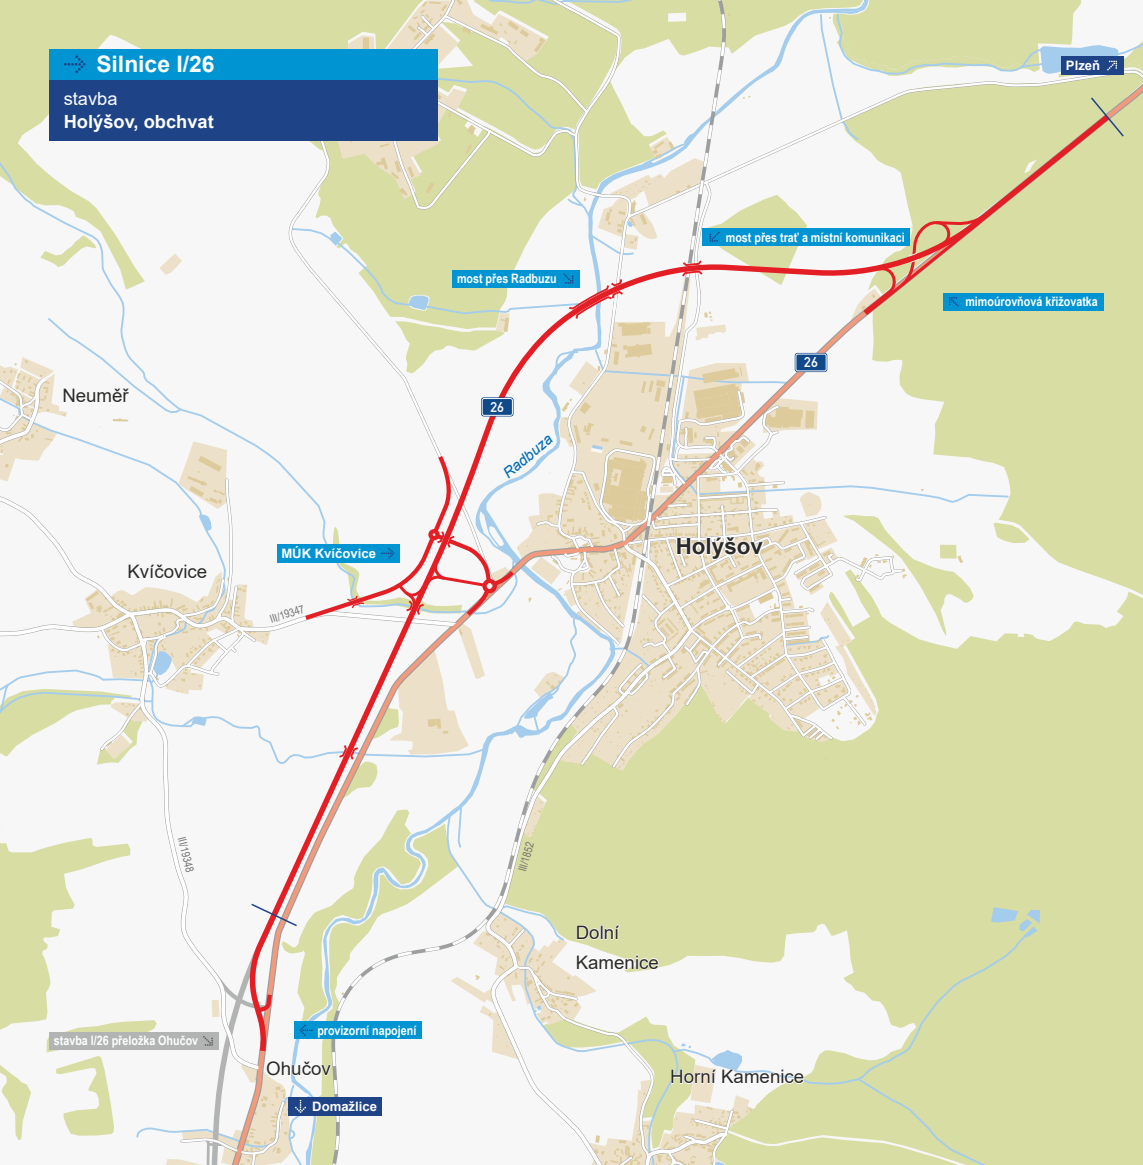 Silnice I/26
stavba
Holýšov, obchvat
Plzeň
most přes trať a místní komunikaci
most přes Radbuzu
mimoúrovňová křižovatka
26
Neuměř
26
Radbuza
Holýšov
MÚK Kvíčovice
Kvíčovice
III/19347
III/19348
III/1852
Dolní
Kamenice
provizorní napojení
stavba I/26 přeložka Ohučov
Ohučov
Horní Kamenice
Domažlice